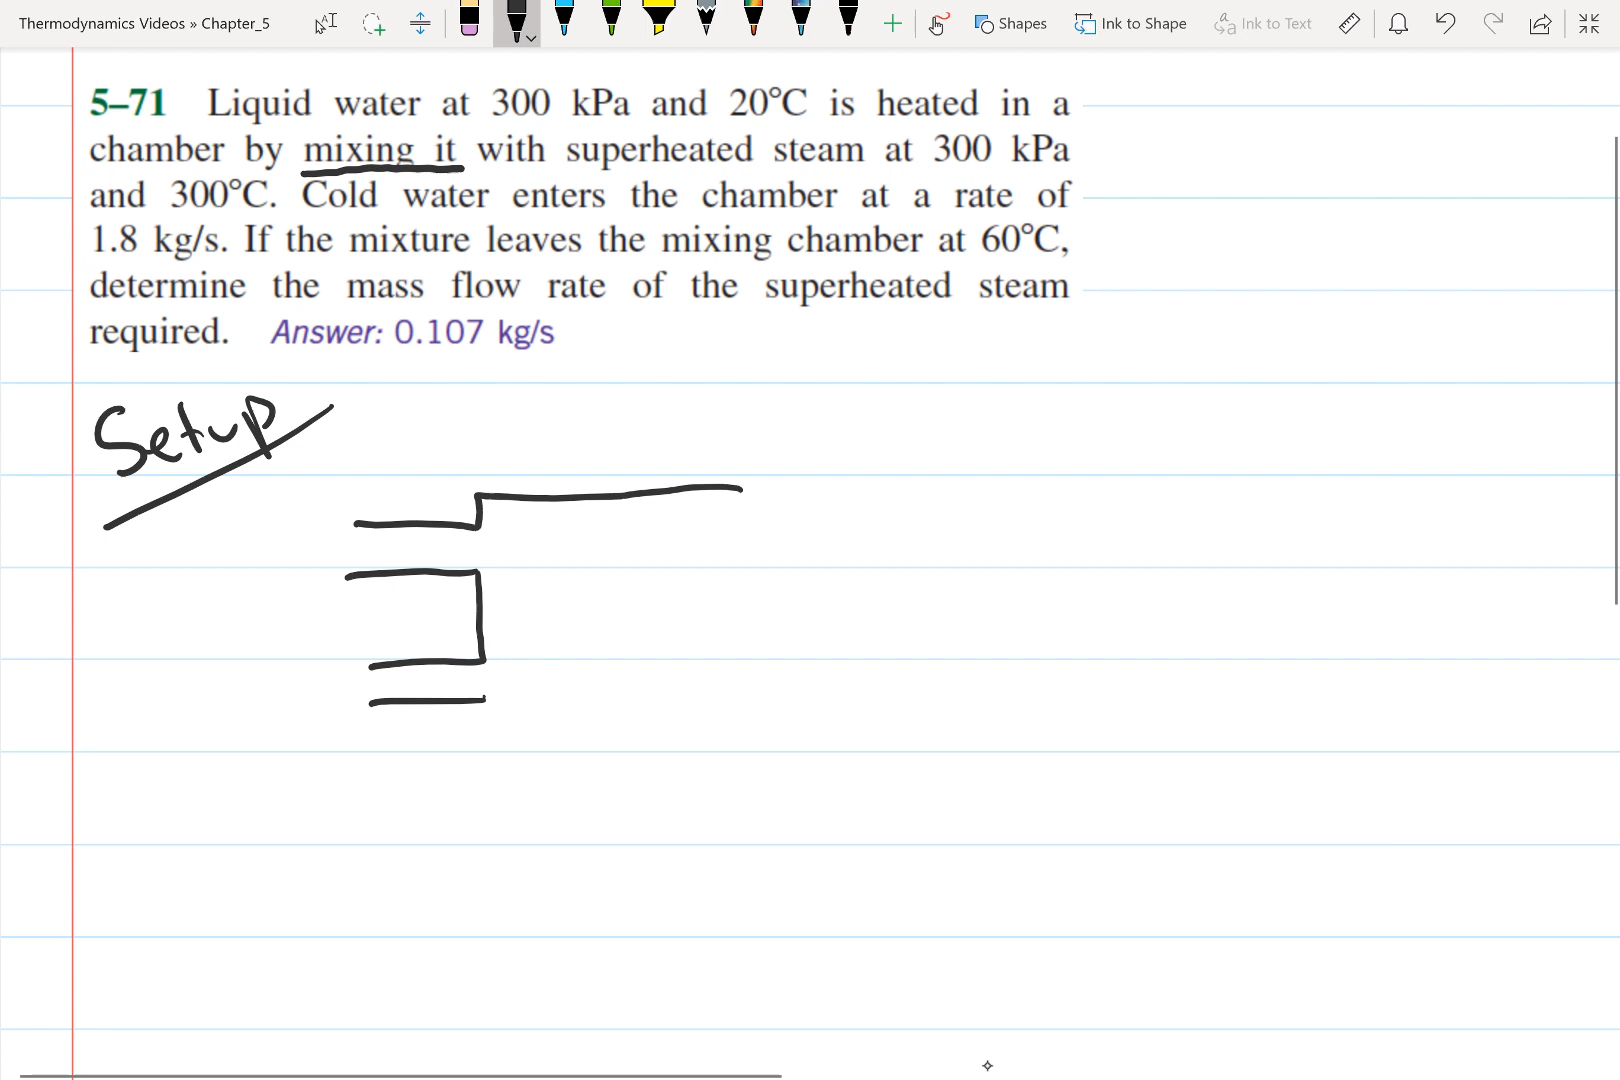 Thermodynamics Videos » Chapter_5
Shapes
Ink to Shape
Ink to Text
5–71 Liquid water at 300 kPa and 20°C is heated in a
chamber by mixing it with superheated steam at 300 kPa
and 300°C. Cold water enters the chamber at a rate of
1.8 kg/s. If the mixture leaves the mixing chamber at 60°C,
determine the mass flow rate of the superheated steam
required. Answer: 0.107 kg/s
Setup